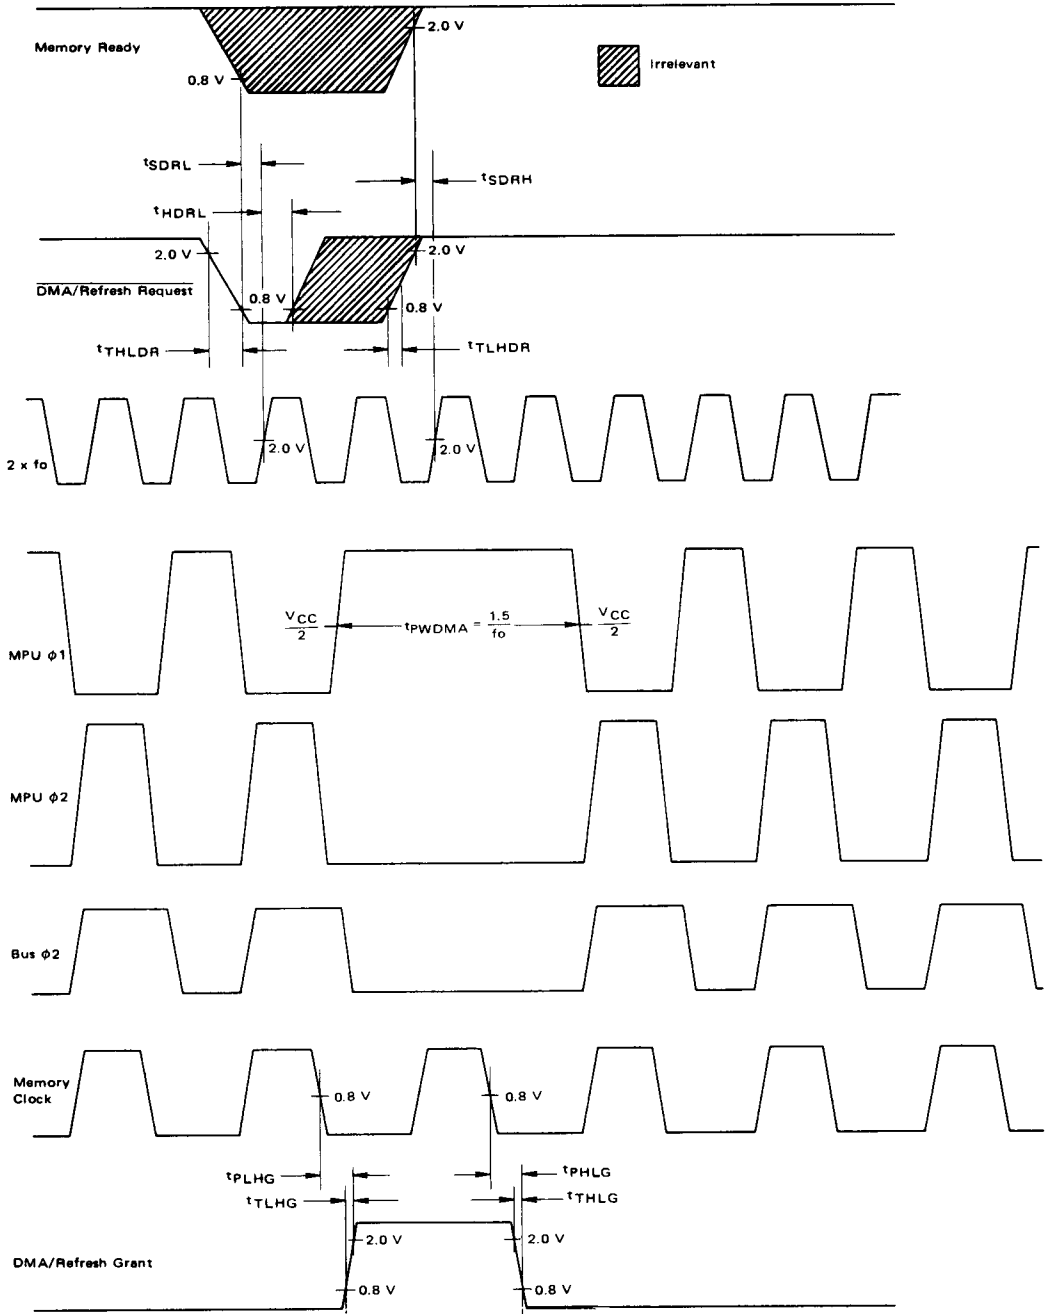 2.0 V
Memory Ready
Irrelevant
0.8 V
tSDRL
tSDRH
tHDRL
2.0 V
2.0 V
DMA/Refresh Request
0.8 V
0.8 V
tTHLDR
tTLHDR
2.0 V
2.0 V
2 x fo
VCC
2
tPWDMA = 1.5
fo
VCC
2
MPU φ1
MPU φ2
Bus φ2
Memory
Clock
0.8 V
0.8 V
tPLHG
tPHLG
tTLHG
tTHLG
2.0 V
2.0 V
DMA/Refresh Grant
0.8 V
0.8 V